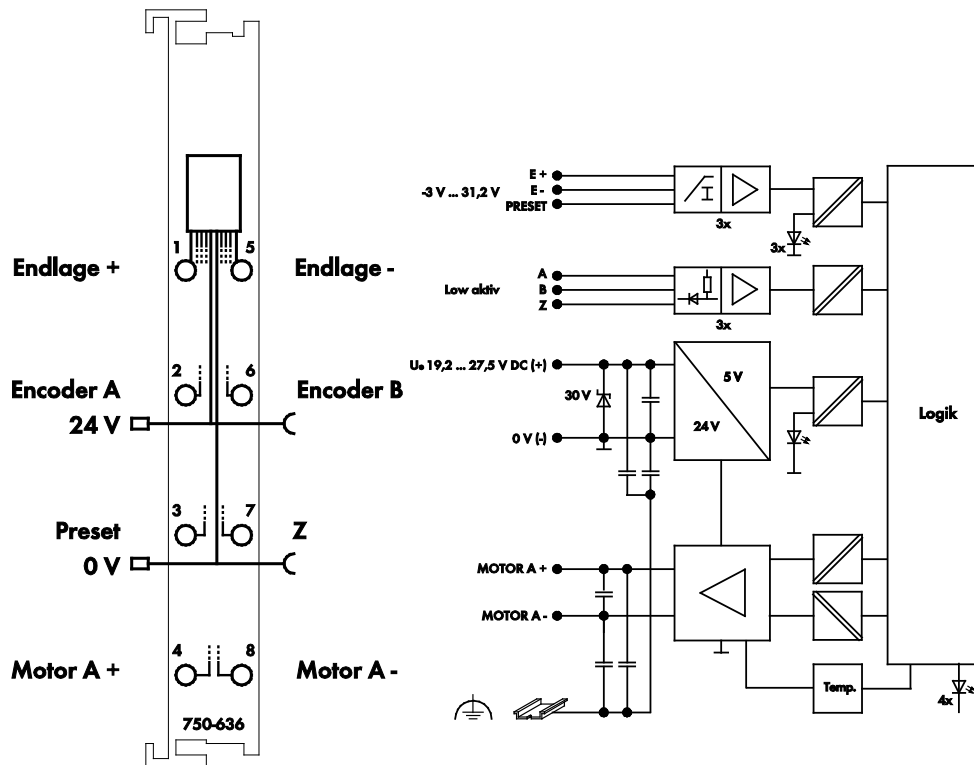 1 5
Endlage + Endlage -
2 6
Encoder A Encoder B
24 V
3 7
Preset Z
0 V
4 8
Motor A + Motor A -
750-636
E +
-3 V ... 31,2 V E -
PRESET
3x
3x
A
Low aktiv B
Z
3x
Uₒ 19,2 ... 27,5 V DC (+)
5 V
30 V
24 V
0 V (-)
Logik
MOTOR A +
MOTOR A -
Temp.
4x